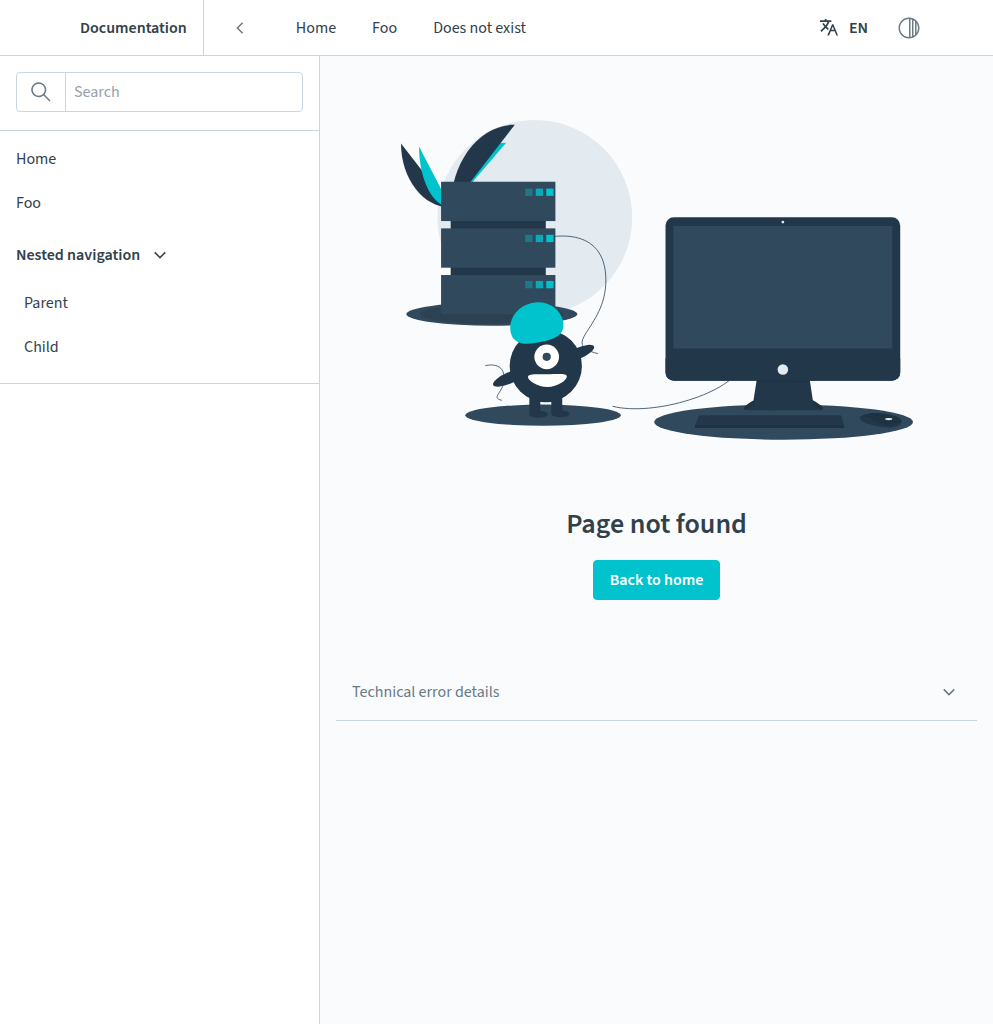 Documentation
Home Foo Does not exist
EN
Search
Home
Foo
Nested navigation
Parent
Child
Page not found
Back to home
Technical error details